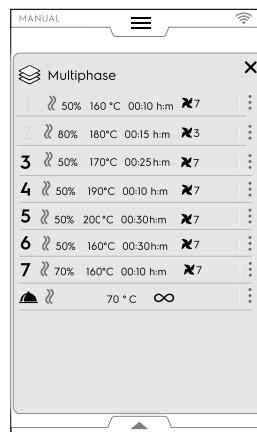 MANUAL
Multiphase
1 50% 160 °C 00:10 h:m 7
2 80% 180°C 00:15 h:m 3
3 50% 170°C 00:25h:m 7
4 50% 190°C 00:10 h:m 7
5 50% 200°C 00:30h:m 7
6 50% 160°C 00:30h:m 7
7 70% 160°C 00:10 h:m 7
70 °C ∞